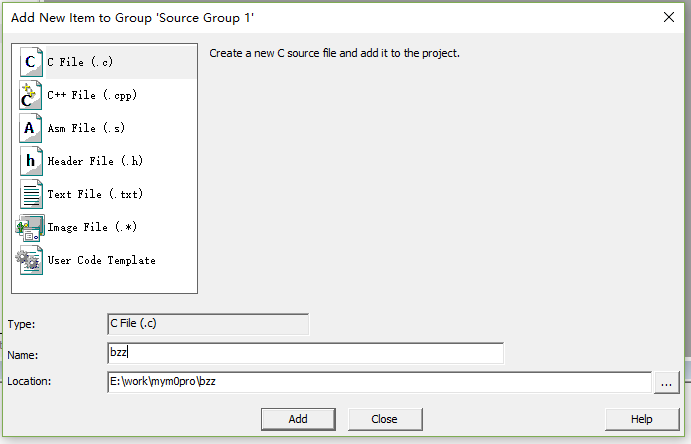 Add New Item to Group 'Source Group 1'
C File (.c)
Create a new C source file and add it to the project.
C++ File (.cpp)
Asm File (.s)
Header File (.h)
Text File (.txt)
Image File (.*)
User Code Template
Type:
C File (.c)
Name:
bzz
Location:
E:\work\mym0pro\bzz
...
Add
Close
Help